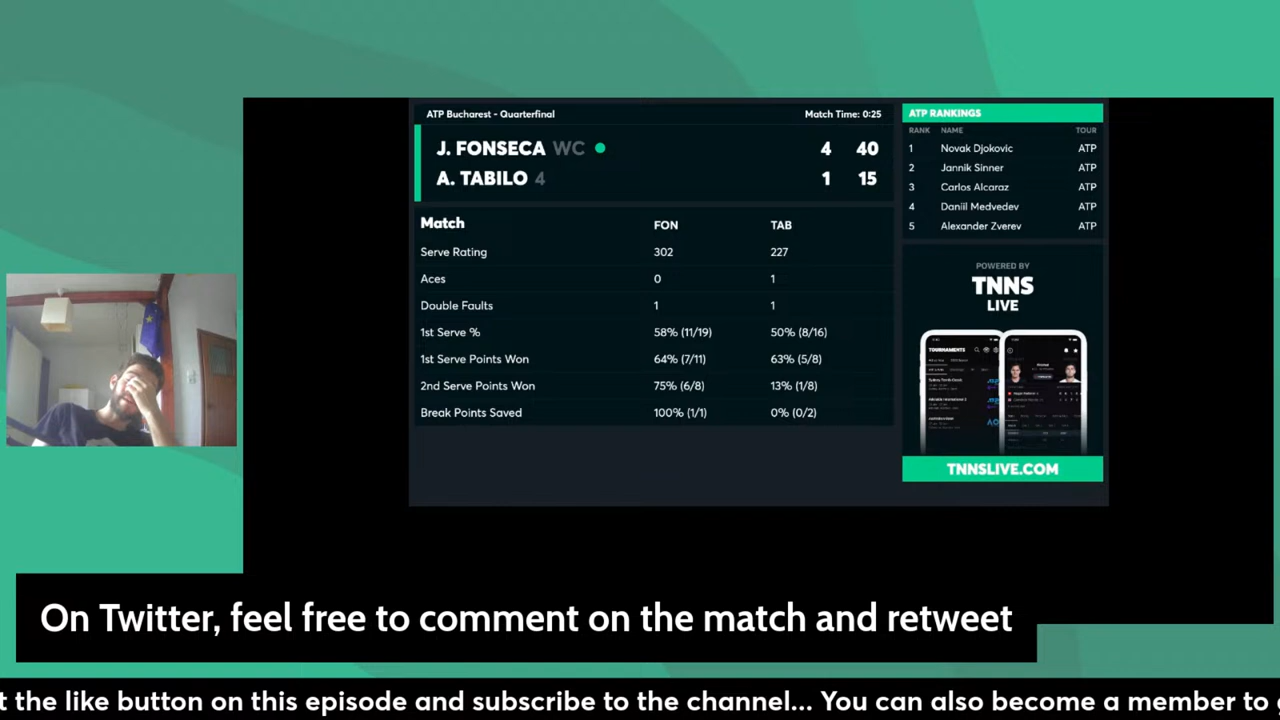 ATP Bucharest - Quarterfinal Match Time: 0:25
J. FONSECA WC 4 40
A. TABILO 4 1 15
Match FON TAB
Serve Rating 302 227
Aces 0 1
Double Faults 1 1
1st Serve % 58% (11/19) 50% (8/16)
1st Serve Points Won 64% (7/11) 63% (5/8)
2nd Serve Points Won 75% (6/8) 13% (1/8)
Break Points Saved 100% (1/1) 0% (0/2)
ATP RANKINGS
RANK NAME TOUR
1 Novak Djokovic ATP
2 Jannik Sinner ATP
3 Carlos Alcaraz ATP
4 Daniil Medvedev ATP
5 Alexander Zverev ATP
POWERED BY
TNNS
LIVE
TOURNAMENTS
TNNSLIVE.COM
On Twitter, feel free to comment on the match and retweet
t the like button on this episode and subscribe to the channel... You can also become a member to